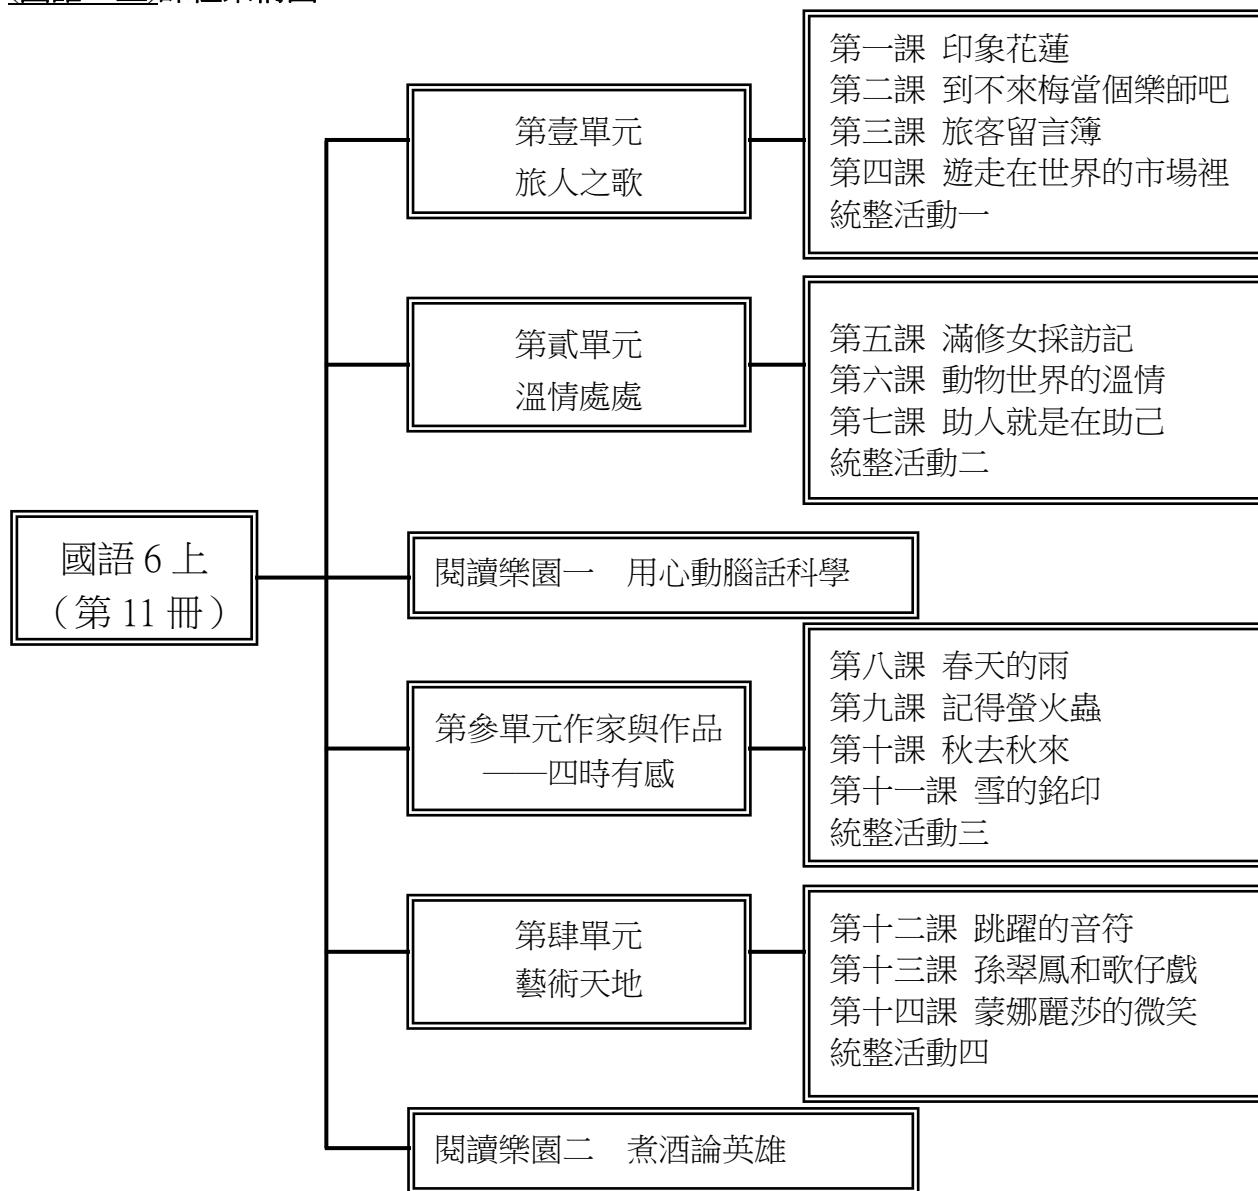 國語 6 上
（第 11 冊）
第壹單元
旅人之歌
第一課 印象花蓮
第二課 到不來梅當個樂師吧
第三課 旅客留言簿
第四課 遊走在世界的市場裡
統整活動一
第貳單元
溫情處處
第五課 滿修女採訪記
第六課 動物世界的溫情
第七課 助人就是在助己
統整活動二
閱讀樂園一 用心動腦話科學
第參單元作家與作品
——四時有感
第八課 春天的雨
第九課 記得螢火蟲
第十課 秋去秋來
第十一課 雪的銘印
統整活動三
第肆單元
藝術天地
第十二課 跳躍的音符
第十三課 孫翠鳳和歌仔戲
第十四課 蒙娜麗莎的微笑
統整活動四
閱讀樂園二 煮酒論英雄